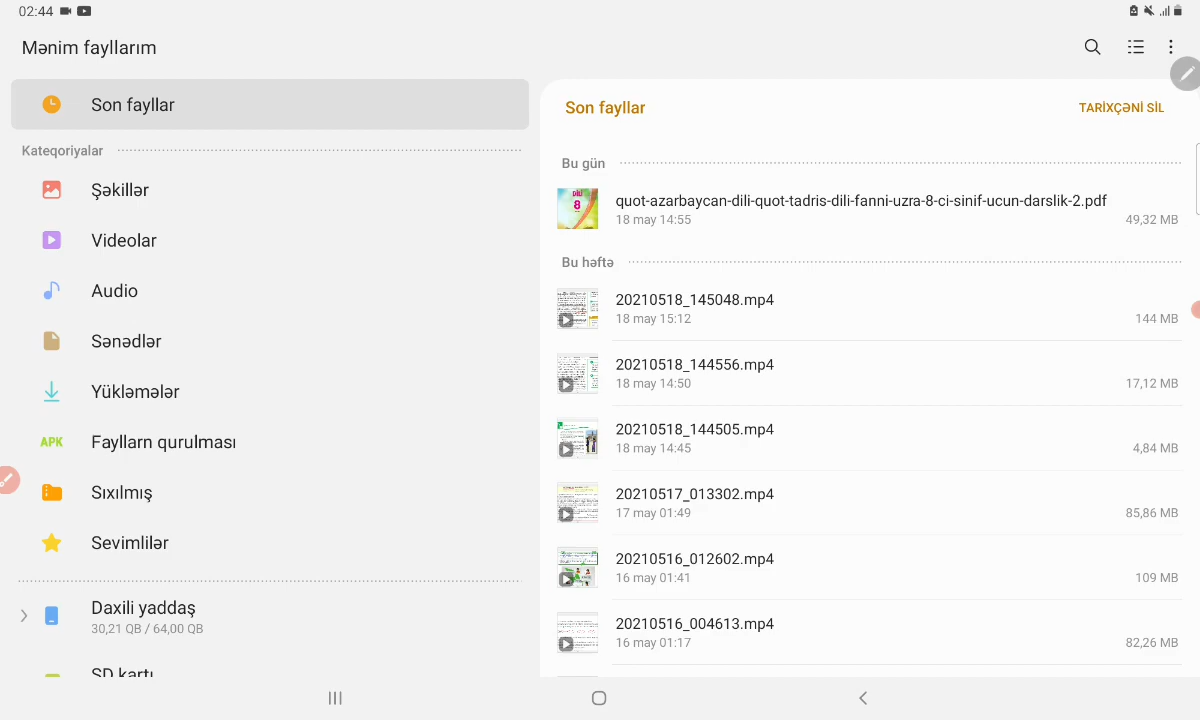 02:44
Mənim fayllarım
Son fayllar
Kateqoriyalar
Şəkillər
Videolar
Audio
Sənədlər
Yükləmələr
APK
Fayllarn qurulması
Sıxılmış
Sevimlilər
Daxili yaddaş
30,21 QB / 64,00 QB
SD kartı
Son fayllar
TARİXÇƏNİ SİL
Bu gün
DİLİ
8
quot-azarbaycan-dili-quot-tadris-dili-fanni-uzra-8-ci-sinif-ucun-darslik-2.pdf
18 may 14:55
49,32 MB
Bu həftə
20210518_145048.mp4
18 may 15:12
144 MB
20210518_144556.mp4
18 may 14:50
17,12 MB
20210518_144505.mp4
18 may 14:45
4,84 MB
20210517_013302.mp4
17 may 01:49
85,86 MB
20210516_012602.mp4
16 may 01:41
109 MB
20210516_004613.mp4
16 may 01:17
82,26 MB